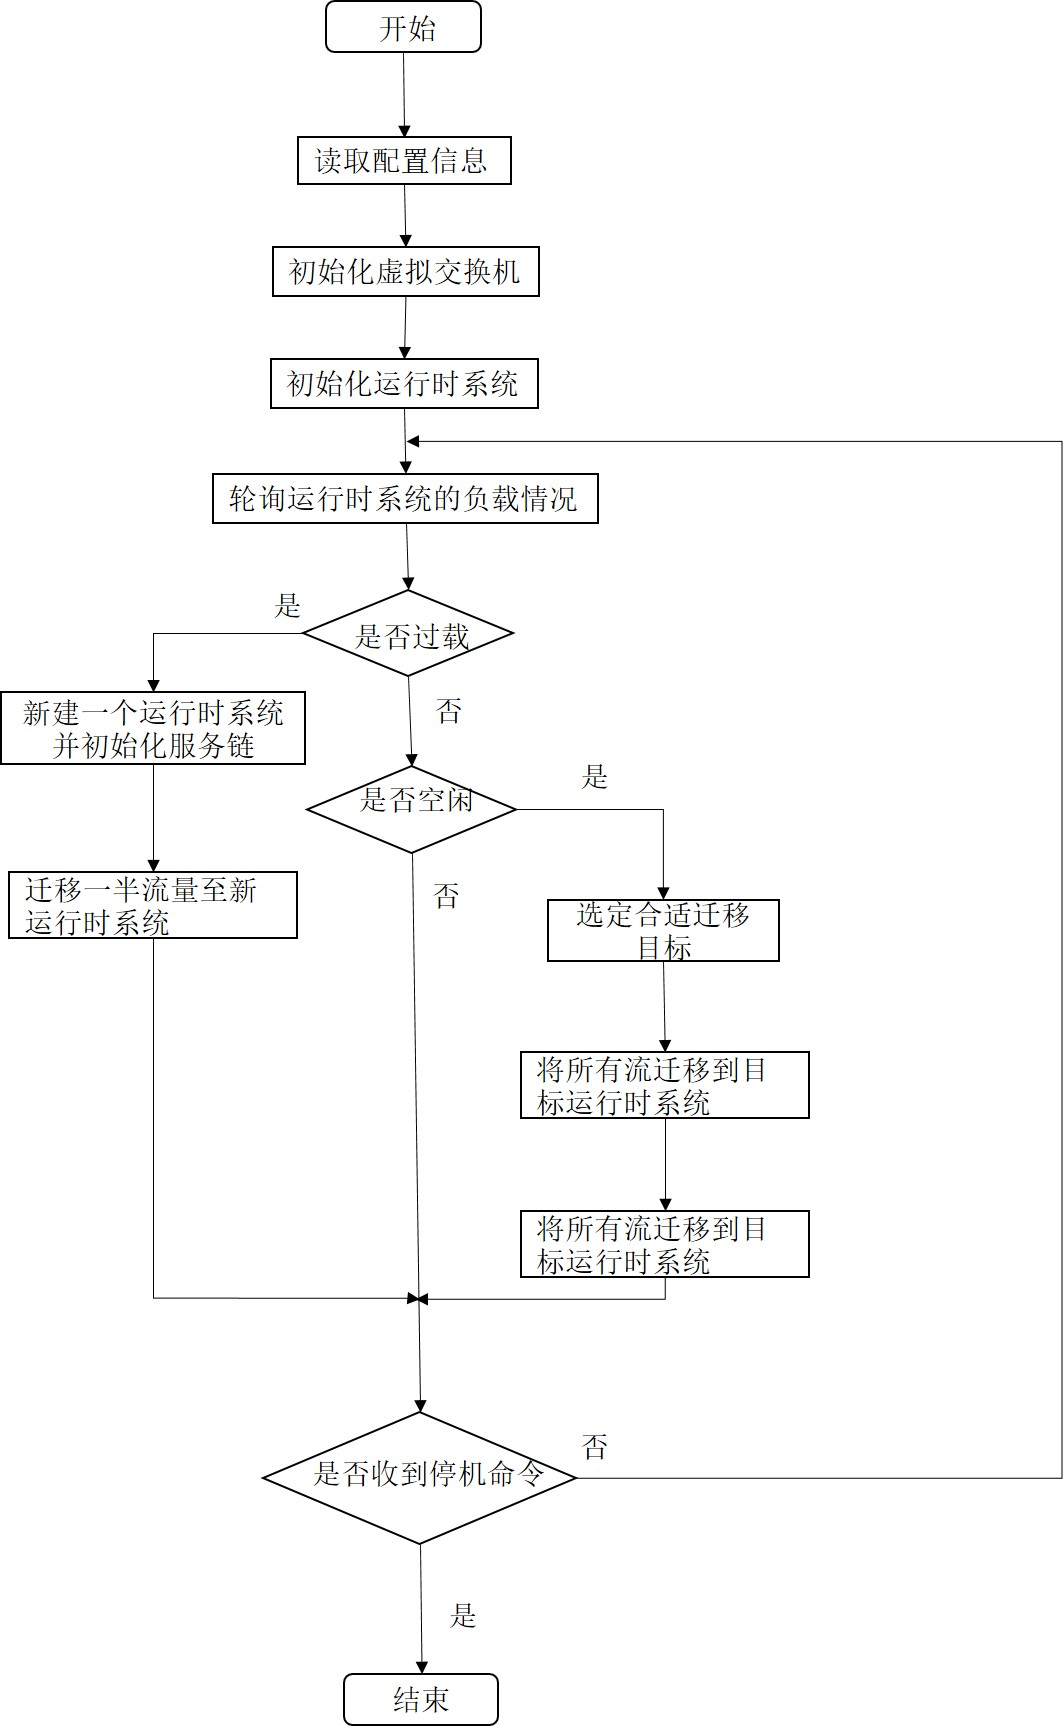 开始
读取配置信息
初始化虚拟交换机
初始化运行时系统
轮询运行时系统的负载情况
是
是否过载
新建一个运行时系统
并初始化服务链
否
是
是否空闲
迁移一半流量至新
运行时系统
否
选定合适迁移
目标
将所有流迁移到目
标运行时系统
将所有流迁移到目
标运行时系统
否
是否收到停机命令
是
结束